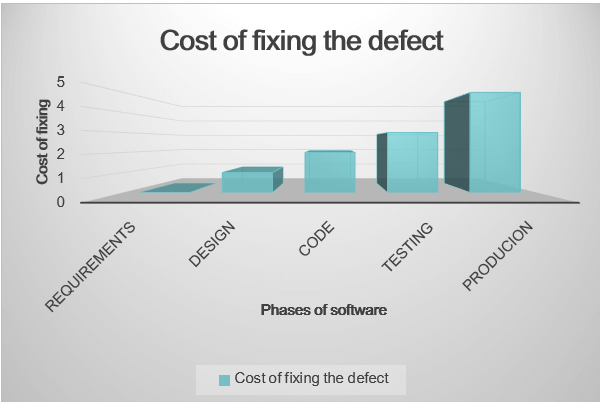 Cost of fixing the defect
Cost of fixing
5
4
3
2
1
0
REQUIREMENTS
DESIGN
CODE
TESTING
PRODUCION
Phases of software
Cost of fixing the defect